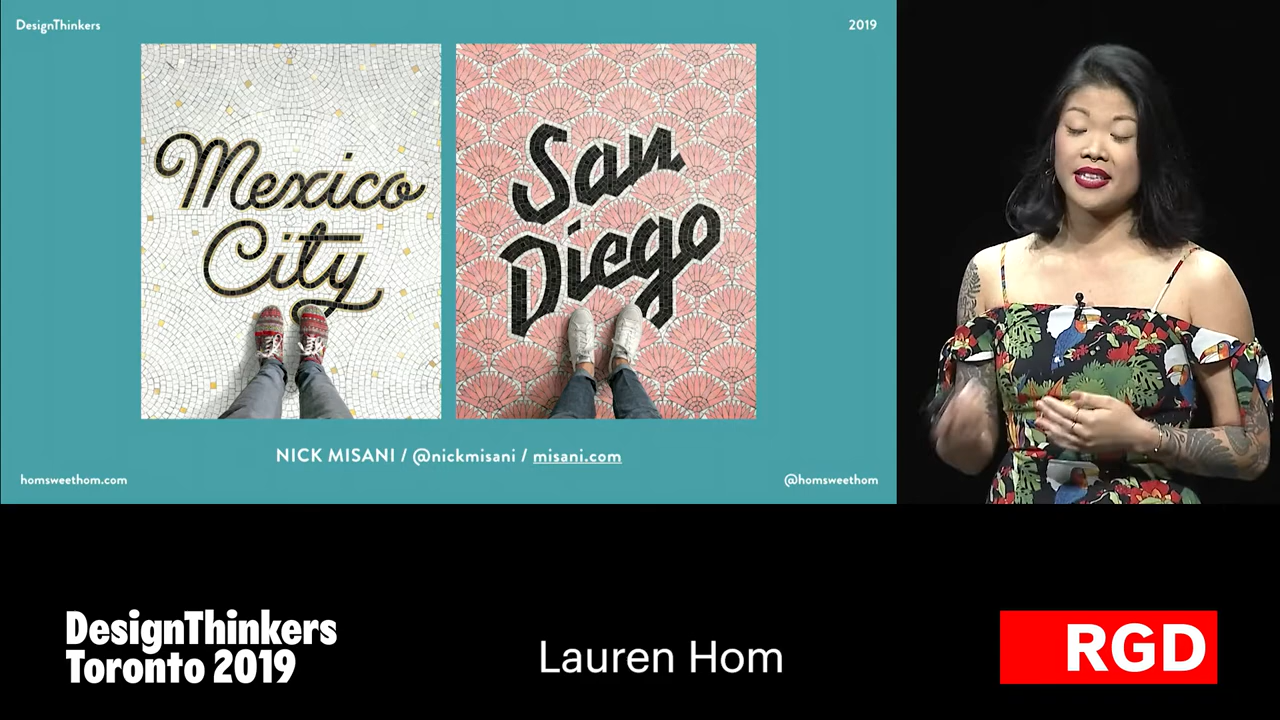 DesignThinkers
2019
Mexico
City
San
Diego
NICK MISANI / @nickmisani / misani.com
homsweethom.com
@homsweethom
DesignThinkers
Toronto 2019
Lauren Hom
RGD